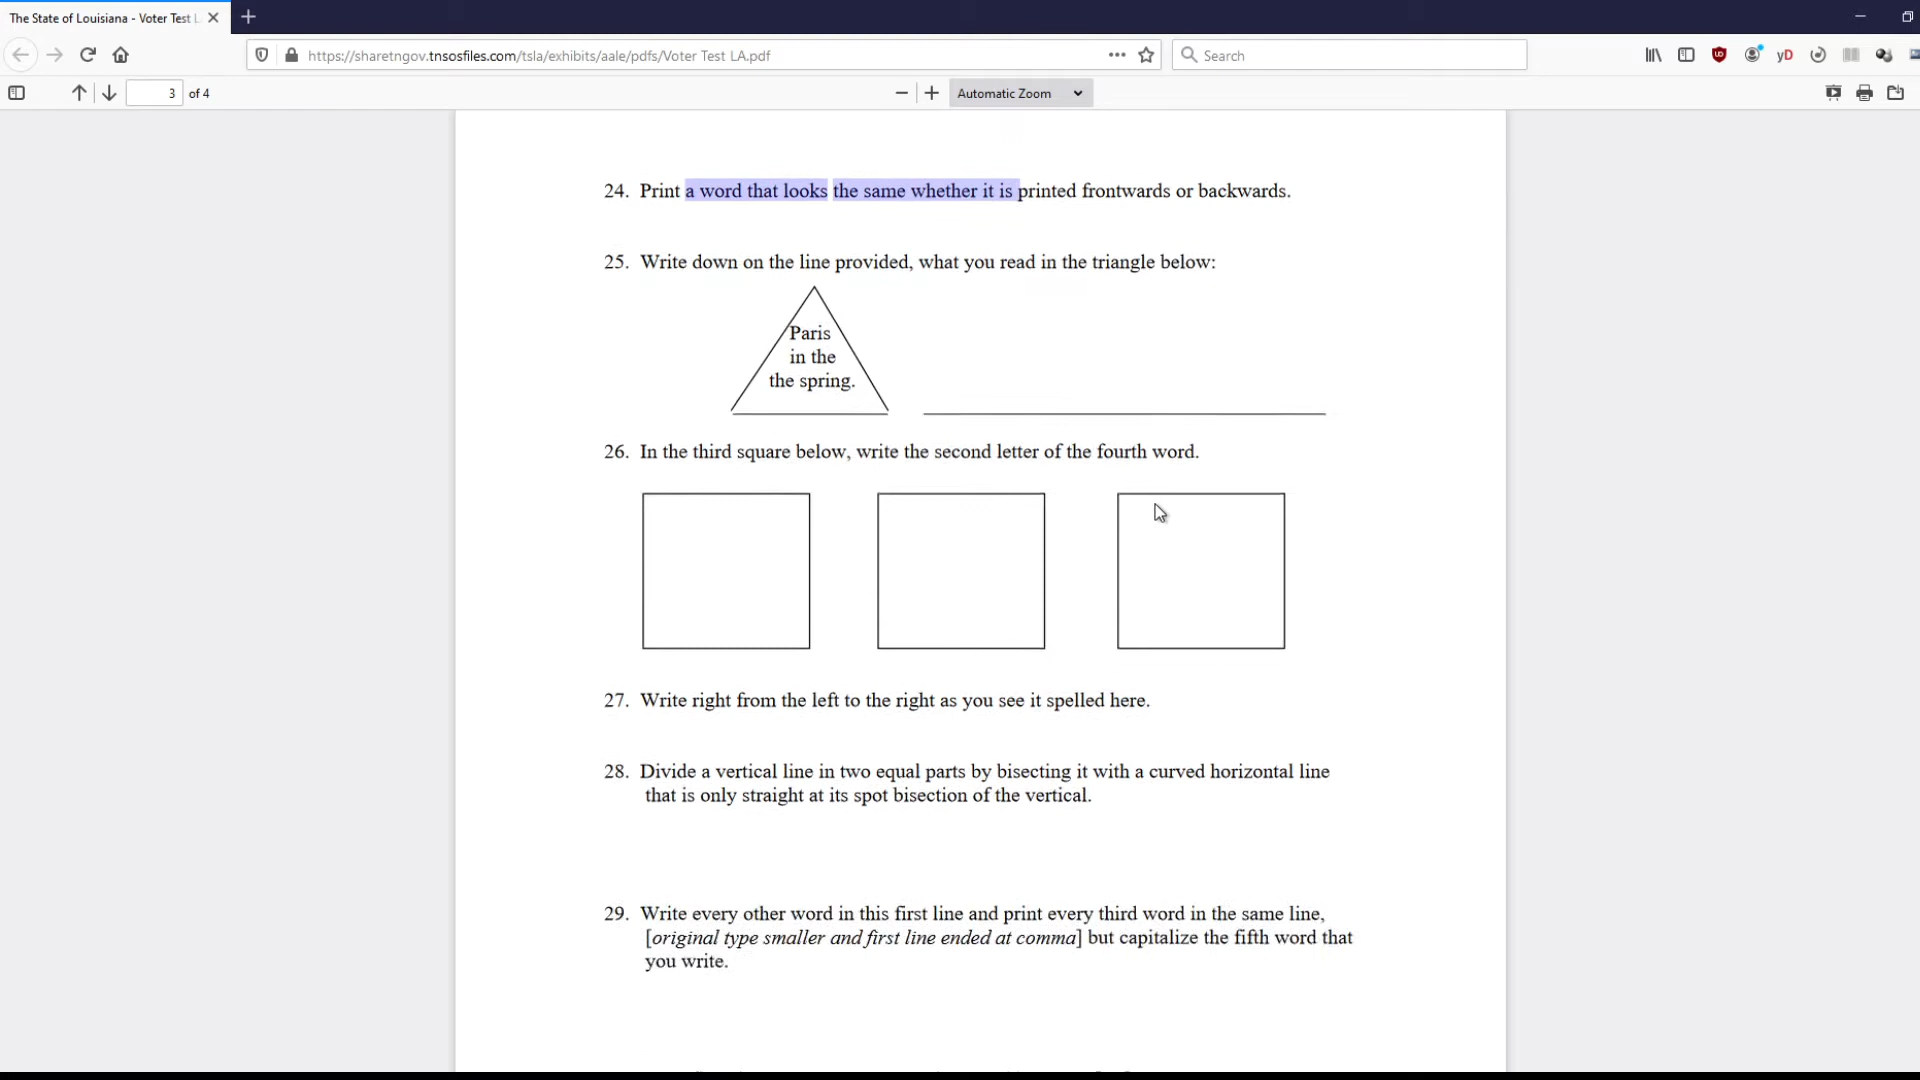 The State of Louisiana - Voter Test L
https://sharetngov.tnsosfiles.com/tsla/exhibits/aale/pdfs/Voter Test LA.pdf
Search
yD
3 of 4
Automatic Zoom
24. Print a word that looks the same whether it is printed frontwards or backwards.
25. Write down on the line provided, what you read in the triangle below:
Paris
in the
the spring.
26. In the third square below, write the second letter of the fourth word.
27. Write right from the left to the right as you see it spelled here.
28. Divide a vertical line in two equal parts by bisecting it with a curved horizontal line
that is only straight at its spot bisection of the vertical.
29. Write every other word in this first line and print every third word in the same line,
[original type smaller and first line ended at comma] but capitalize the fifth word that
you write.